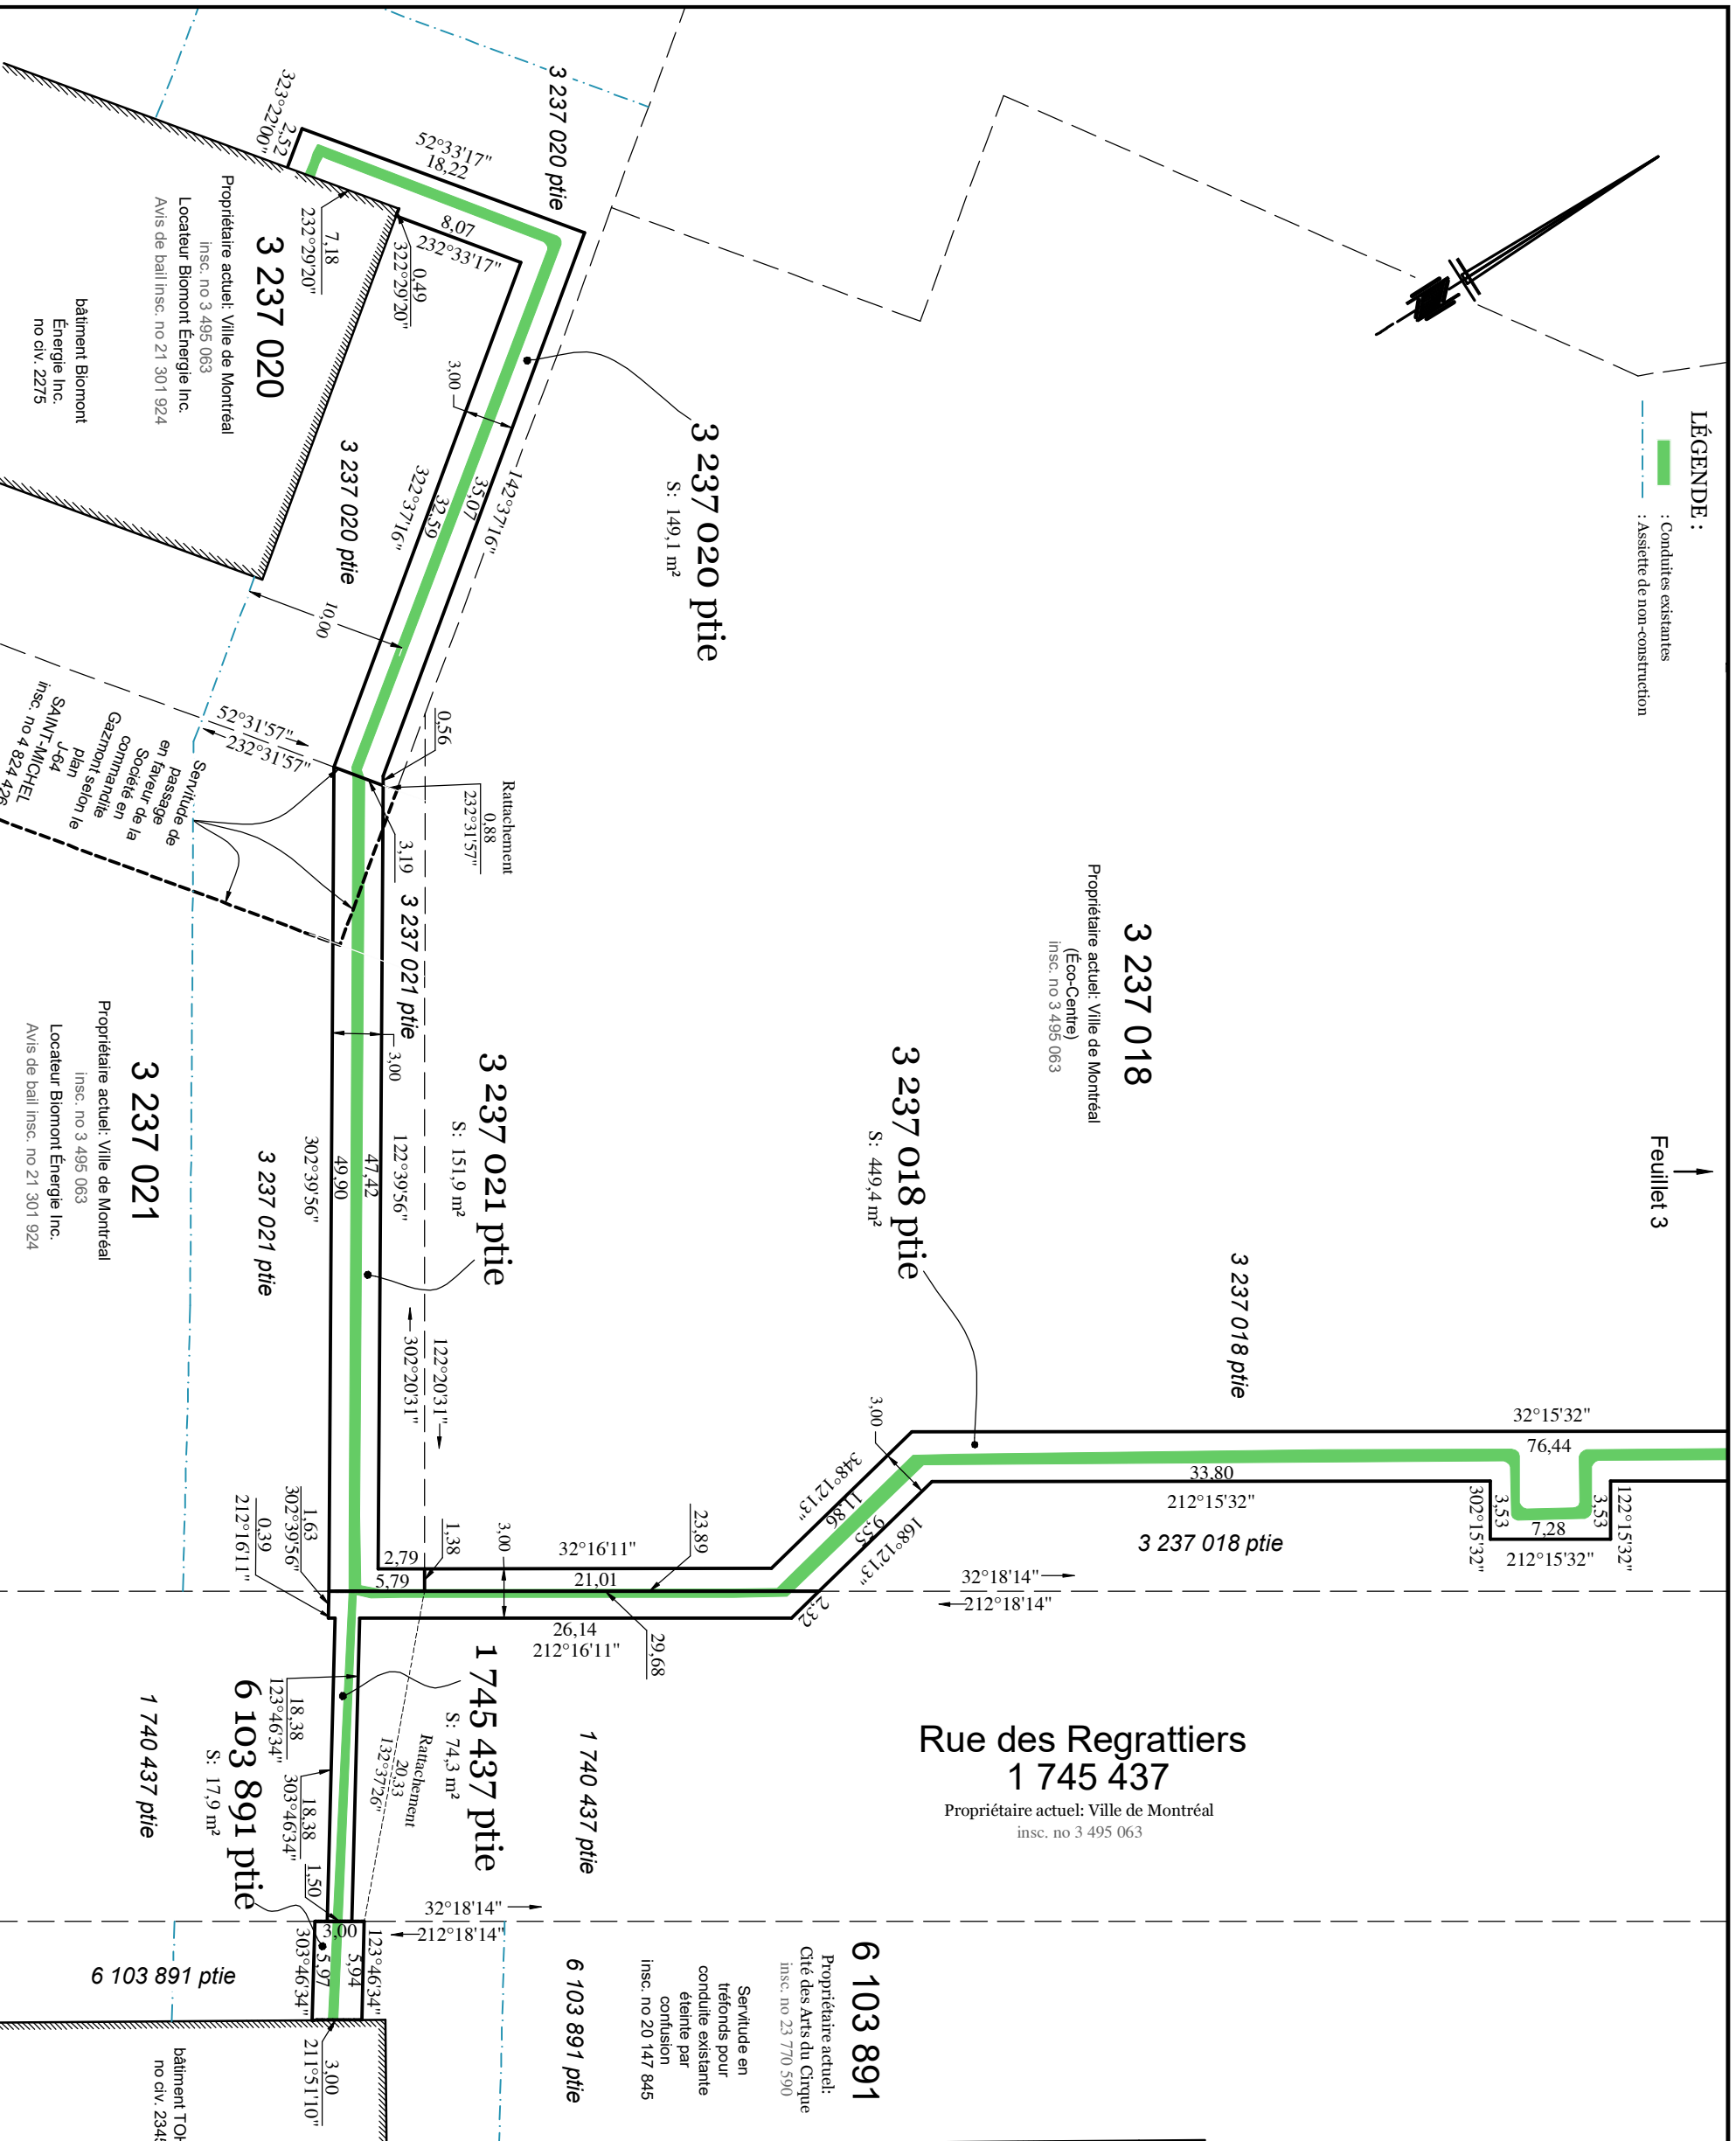 LÉGENDE :
: Conduites existantes
: Assiette de non-construction
Feuillet 3
3 237 020 ptie
52°33'17"
18,22
2,52
323°22'00"
8,07
232°33'17"
0,49
322°29'20"
7,18
232°29'20"
3 237 020
Propriétaire actuel: Ville de Montréal
insc. no 3 495 063
Locateur Biomont Énergie Inc.
Avis de bail insc. no 21 301 924
bâtiment Biomont
Énergie Inc.
no civ. 2275
3,00
142°37'16"
35,07
32,59
322°37'16"
3 237 020 ptie
S: 149,1 m²
3 237 020 ptie
10,00
52°31'57"
232°31'57"
Servitude de
passage
en faveur de la
Société en
commandite
Gazmont selon le
plan
J-64
SAINT-MICHEL
insc. no 4 824 426
0,56
Rattachement
0,88
232°31'57"
3,19
3 237 021 ptie
3,00
3 237 018
Propriétaire actuel: Ville de Montréal
(Éco-Centre)
insc. no 3 495 063
3 237 018 ptie
S: 449,4 m²
3 237 018 ptie
3 237 021 ptie
S: 151,9 m²
122°39'56"
47,42
49,90
302°39'56"
3 237 021 ptie
3 237 021
Propriétaire actuel: Ville de Montréal
insc. no 3 495 063
Locateur Biomont Énergie Inc.
Avis de bail insc. no 21 301 924
122°20'31"
302°20'31"
32°15'32"
76,44
33,80
212°15'32"
302°15'32"
3,53
7,28
212°15'32"
3,53
122°15'32"
3 237 018 ptie
3,00
348°12'13"
11,86
9,55
168°12'13"
2,32
32°18'14"
212°18'14"
23,89
3,00
32°16'11"
21,01
26,14
212°16'11"
29,68
1,38
2,79
5,79
1,63
302°39'56"
0,39
212°16'11"
1 745 437 ptie
S: 74,3 m²
Rattachement
20,33
132°37'26"
18,38
123°46'34"
18,38
303°46'34"
1,50
6 103 891 ptie
S: 17,9 m²
1 740 437 ptie
1 740 437 ptie
Rue des Regrattiers
1 745 437
Propriétaire actuel: Ville de Montréal
insc. no 3 495 063
32°18'14"
212°18'14"
3,00
5,97
5,94
303°46'34"
123°46'34"
3,00
211°51'10"
6 103 891 ptie
6 103 891 ptie
6 103 891
Propriétaire actuel:
Cité des Arts du Cirque
insc. no 23 770 590
Servitude en
tréfonds pour
conduite existante
éteinte par
confusion
insc. no 20 147 845
bâtiment TOH
no civ. 2345